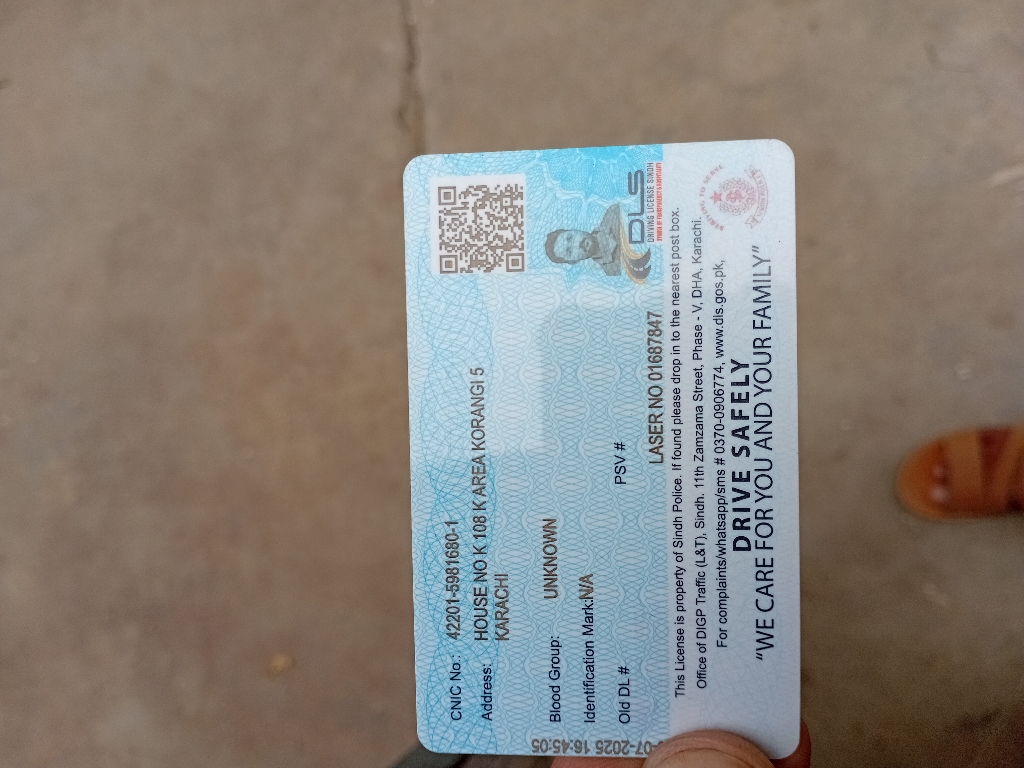 CNIC No.: 42201-5981680-1
Address: HOUSE NO K 108 K AREA KORANGI 5
KARACHI
Blood Group: UNKNOWN
Identification Mark:N/A
Old DL # PSV #
LASER NO 01687847
DLS
DRIVING LICENSE SINDH
This License is property of Sindh Police. If found please drop in to the nearest post box.
Office of DIGP Traffic (L&T), Sindh. 11th Zamzama Street, Phase - V, DHA, Karachi.
For complaints/whatsapp/sms # 0370-0906774, www.dls.gos.pk,
DRIVE SAFELY
"WE CARE FOR YOU AND YOUR FAMILY"
-07-2025 16:45:05